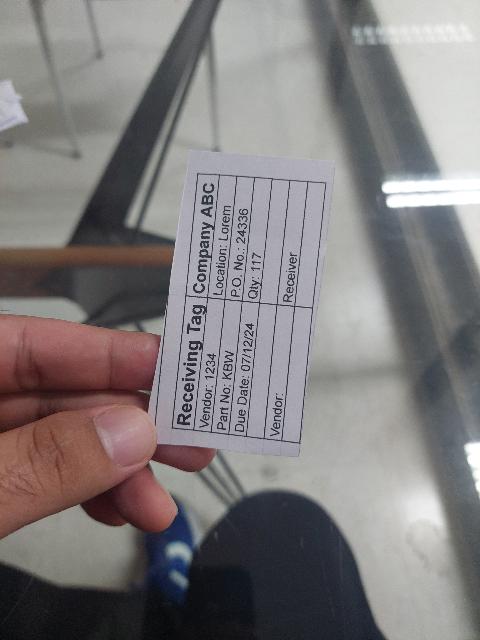 Receiving Tag Company ABC
Vendor: 1234 Location: Lorem
Part No: KBW P.O. No.: 24336
Due Date: 07/12/24 Qty: 117
Vendor: Receiver